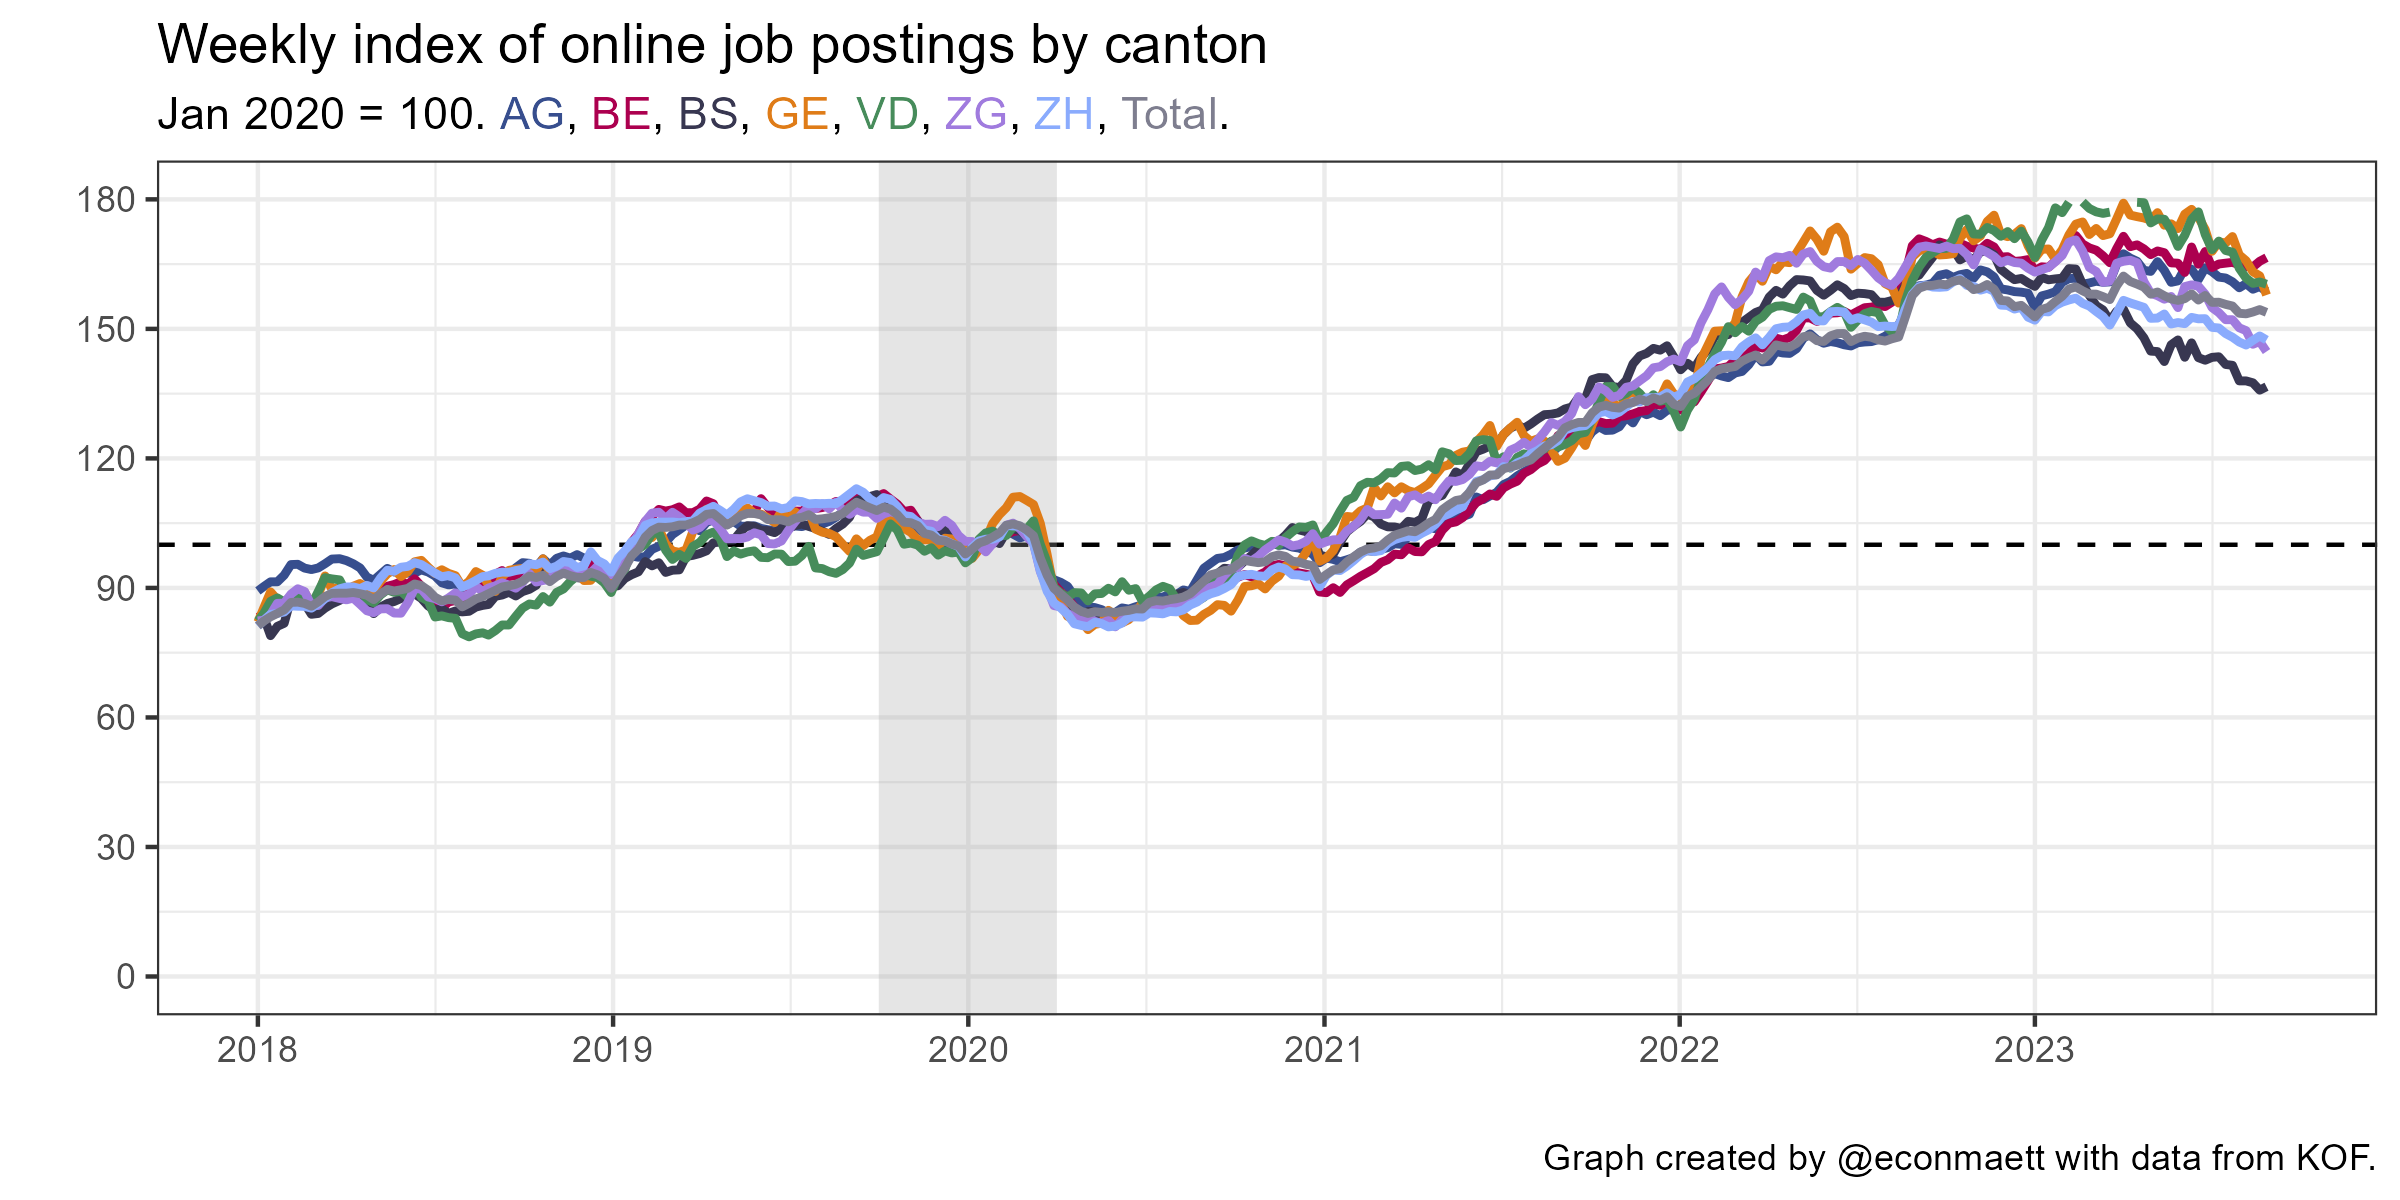 Weekly index of online job postings by canton
Jan 2020 = 100. AG, BE, BS, GE, VD, ZG, ZH, Total.
180
150
120
90
60
30
0
2018 2019 2020 2021 2022 2023
Graph created by @econmaett with data from KOF.